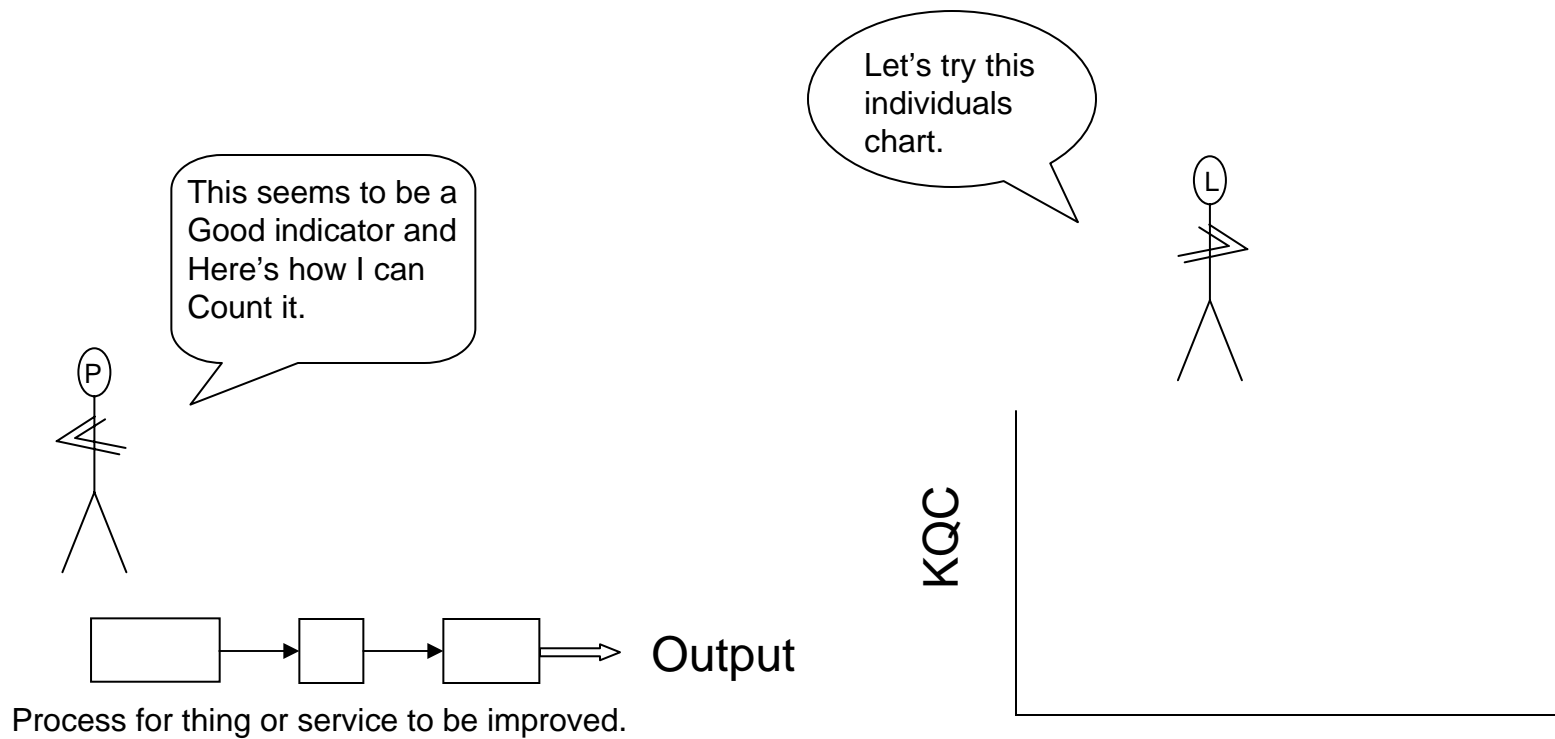 Let's try this
individuals
chart.
L
This seems to be a
Good indicator and
Here's how I can
Count it.
P
KQC
Output
Process for thing or service to be improved.